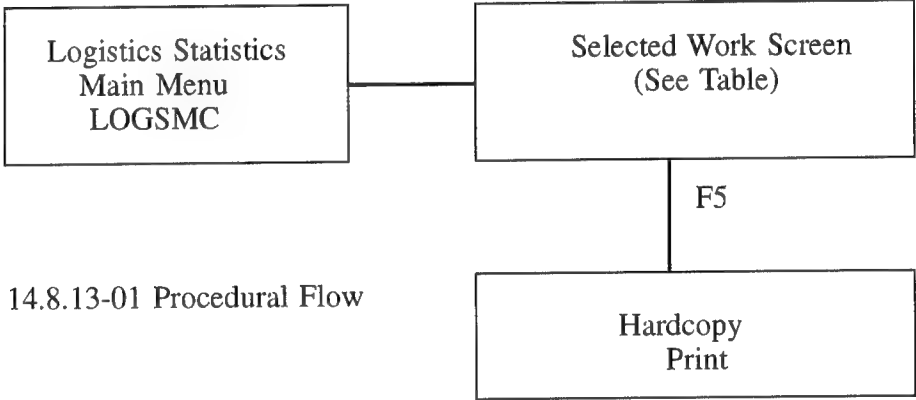 Logistics Statistics
Main Menu
LOGSMC
Selected Work Screen
(See Table)
F5
14.8.13-01 Procedural Flow
Hardcopy
Print